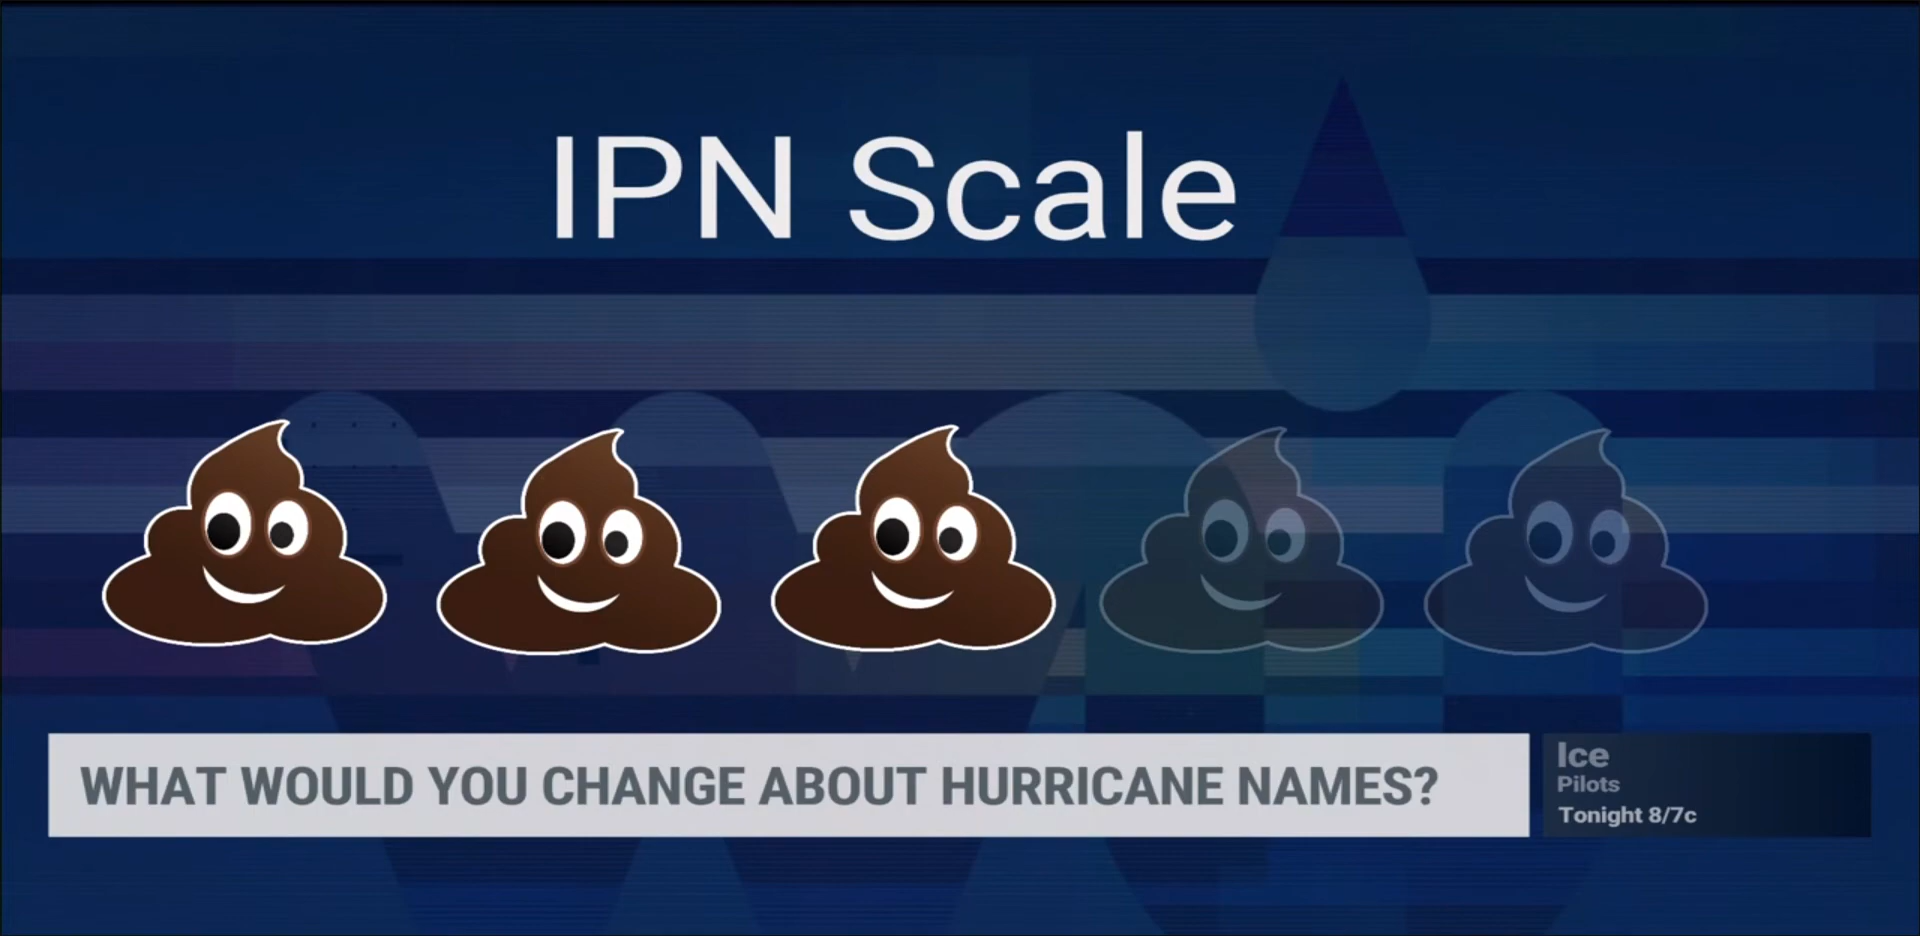 IPN Scale
WHAT WOULD YOU CHANGE ABOUT HURRICANE NAMES?
Ice
Pilots
Tonight 8/7c